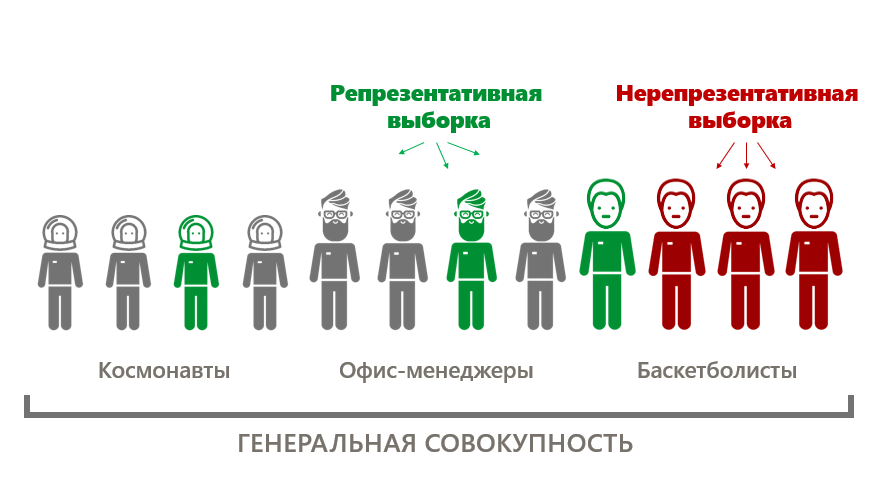 Репрезентативная
выборка
Нерепрезентативная
выборка
Космонавты
Офис-менеджеры
Баскетболисты
ГЕНЕРАЛЬНАЯ СОВОКУПНОСТЬ